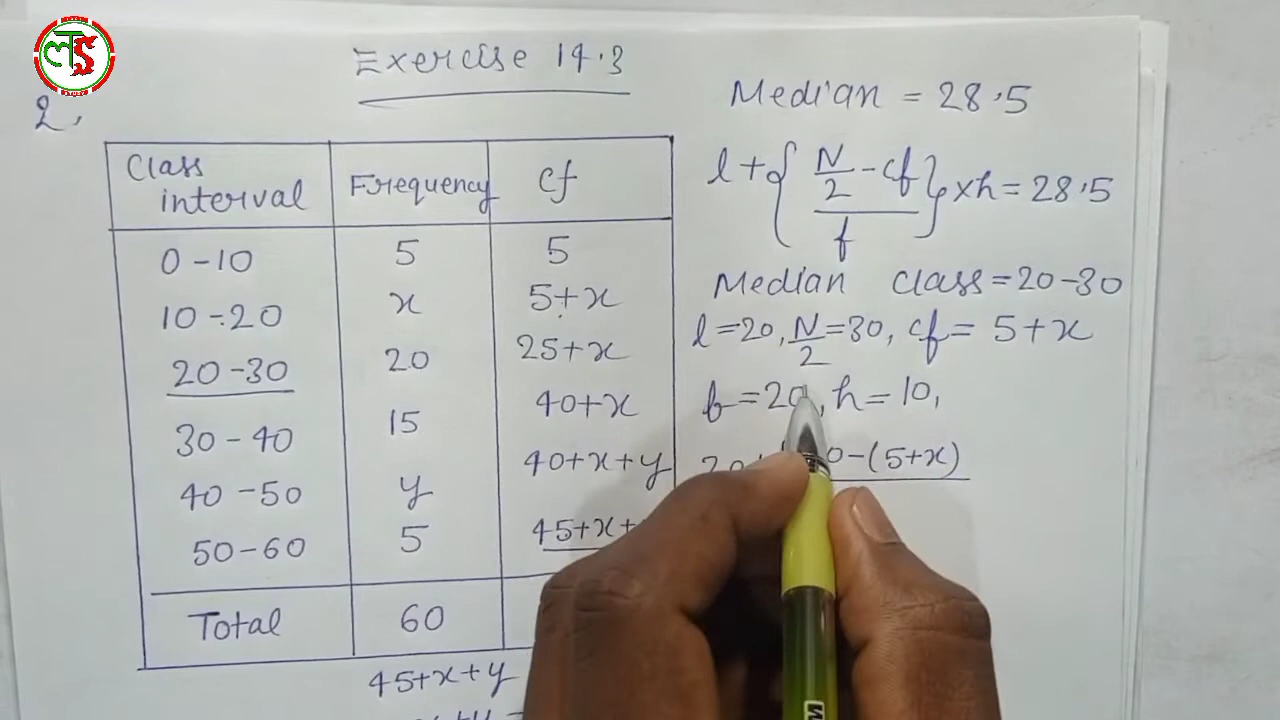 Exercise 14.3
2.
Class interval Frequency cf
0-10 5 5
10-20 x 5+x
20-30 20 25+x
30-40 15 40+x
40-50 y 40+x+y
50-60 5 45+x+
Total 60
45+x+y
Median = 28.5
l+{ N/2 - cf / f } x h = 28.5
Median class = 20-30
l=20, N/2=30, cf= 5+x
f=20, h=10,
-(5+x)